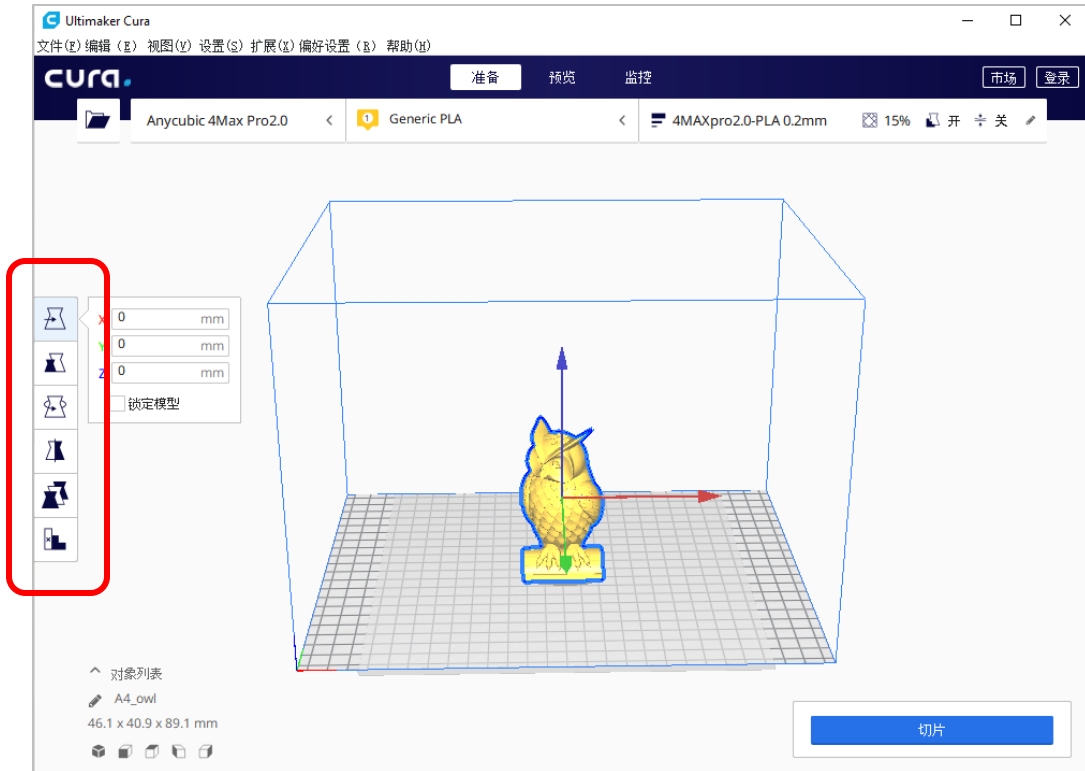 Ultimaker Cura
文件(F) 编辑 (E) 视图(V) 设置(S) 扩展(X) 偏好设置 (R) 帮助(H)
cura.
准备 预览 监控 市场 登录
Anycubic 4Max Pro2.0 1 Generic PLA 4MAXpro2.0-PLA 0.2mm 15% 开 关
X 0 mm
Y 0 mm
Z 0 mm
锁定模型
对象列表
A4_owl
46.1 x 40.9 x 89.1 mm
切片